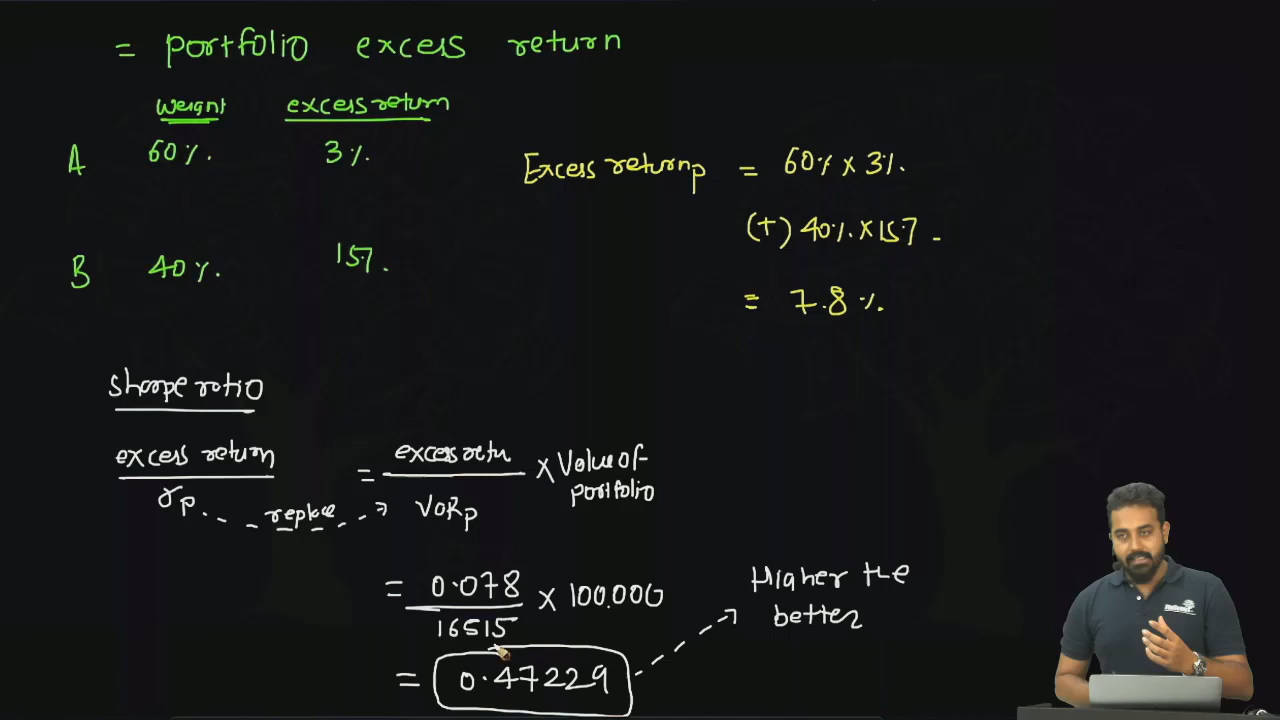 = portfolio excess return
weight excess return
A 60%. 3%.
Excess returnp = 60% x 3%.
(+) 40%. x 15%.
B 40%. 15%.
= 7.8%.
Sharpe ratio
excess return = excess retu x Value of portfolio
σp. replace VaRp
= 0.078 x 100.000
16515
Higher the
better
= 0.47229